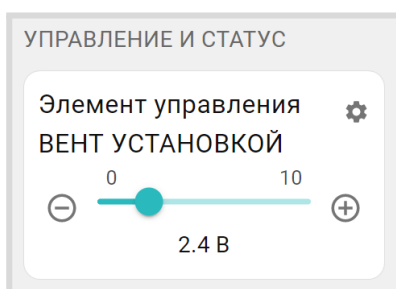 УПРАВЛЕНИЕ И СТАТУС
Элемент управления
ВЕНТ УСТАНОВКОЙ
0 10
2.4 В